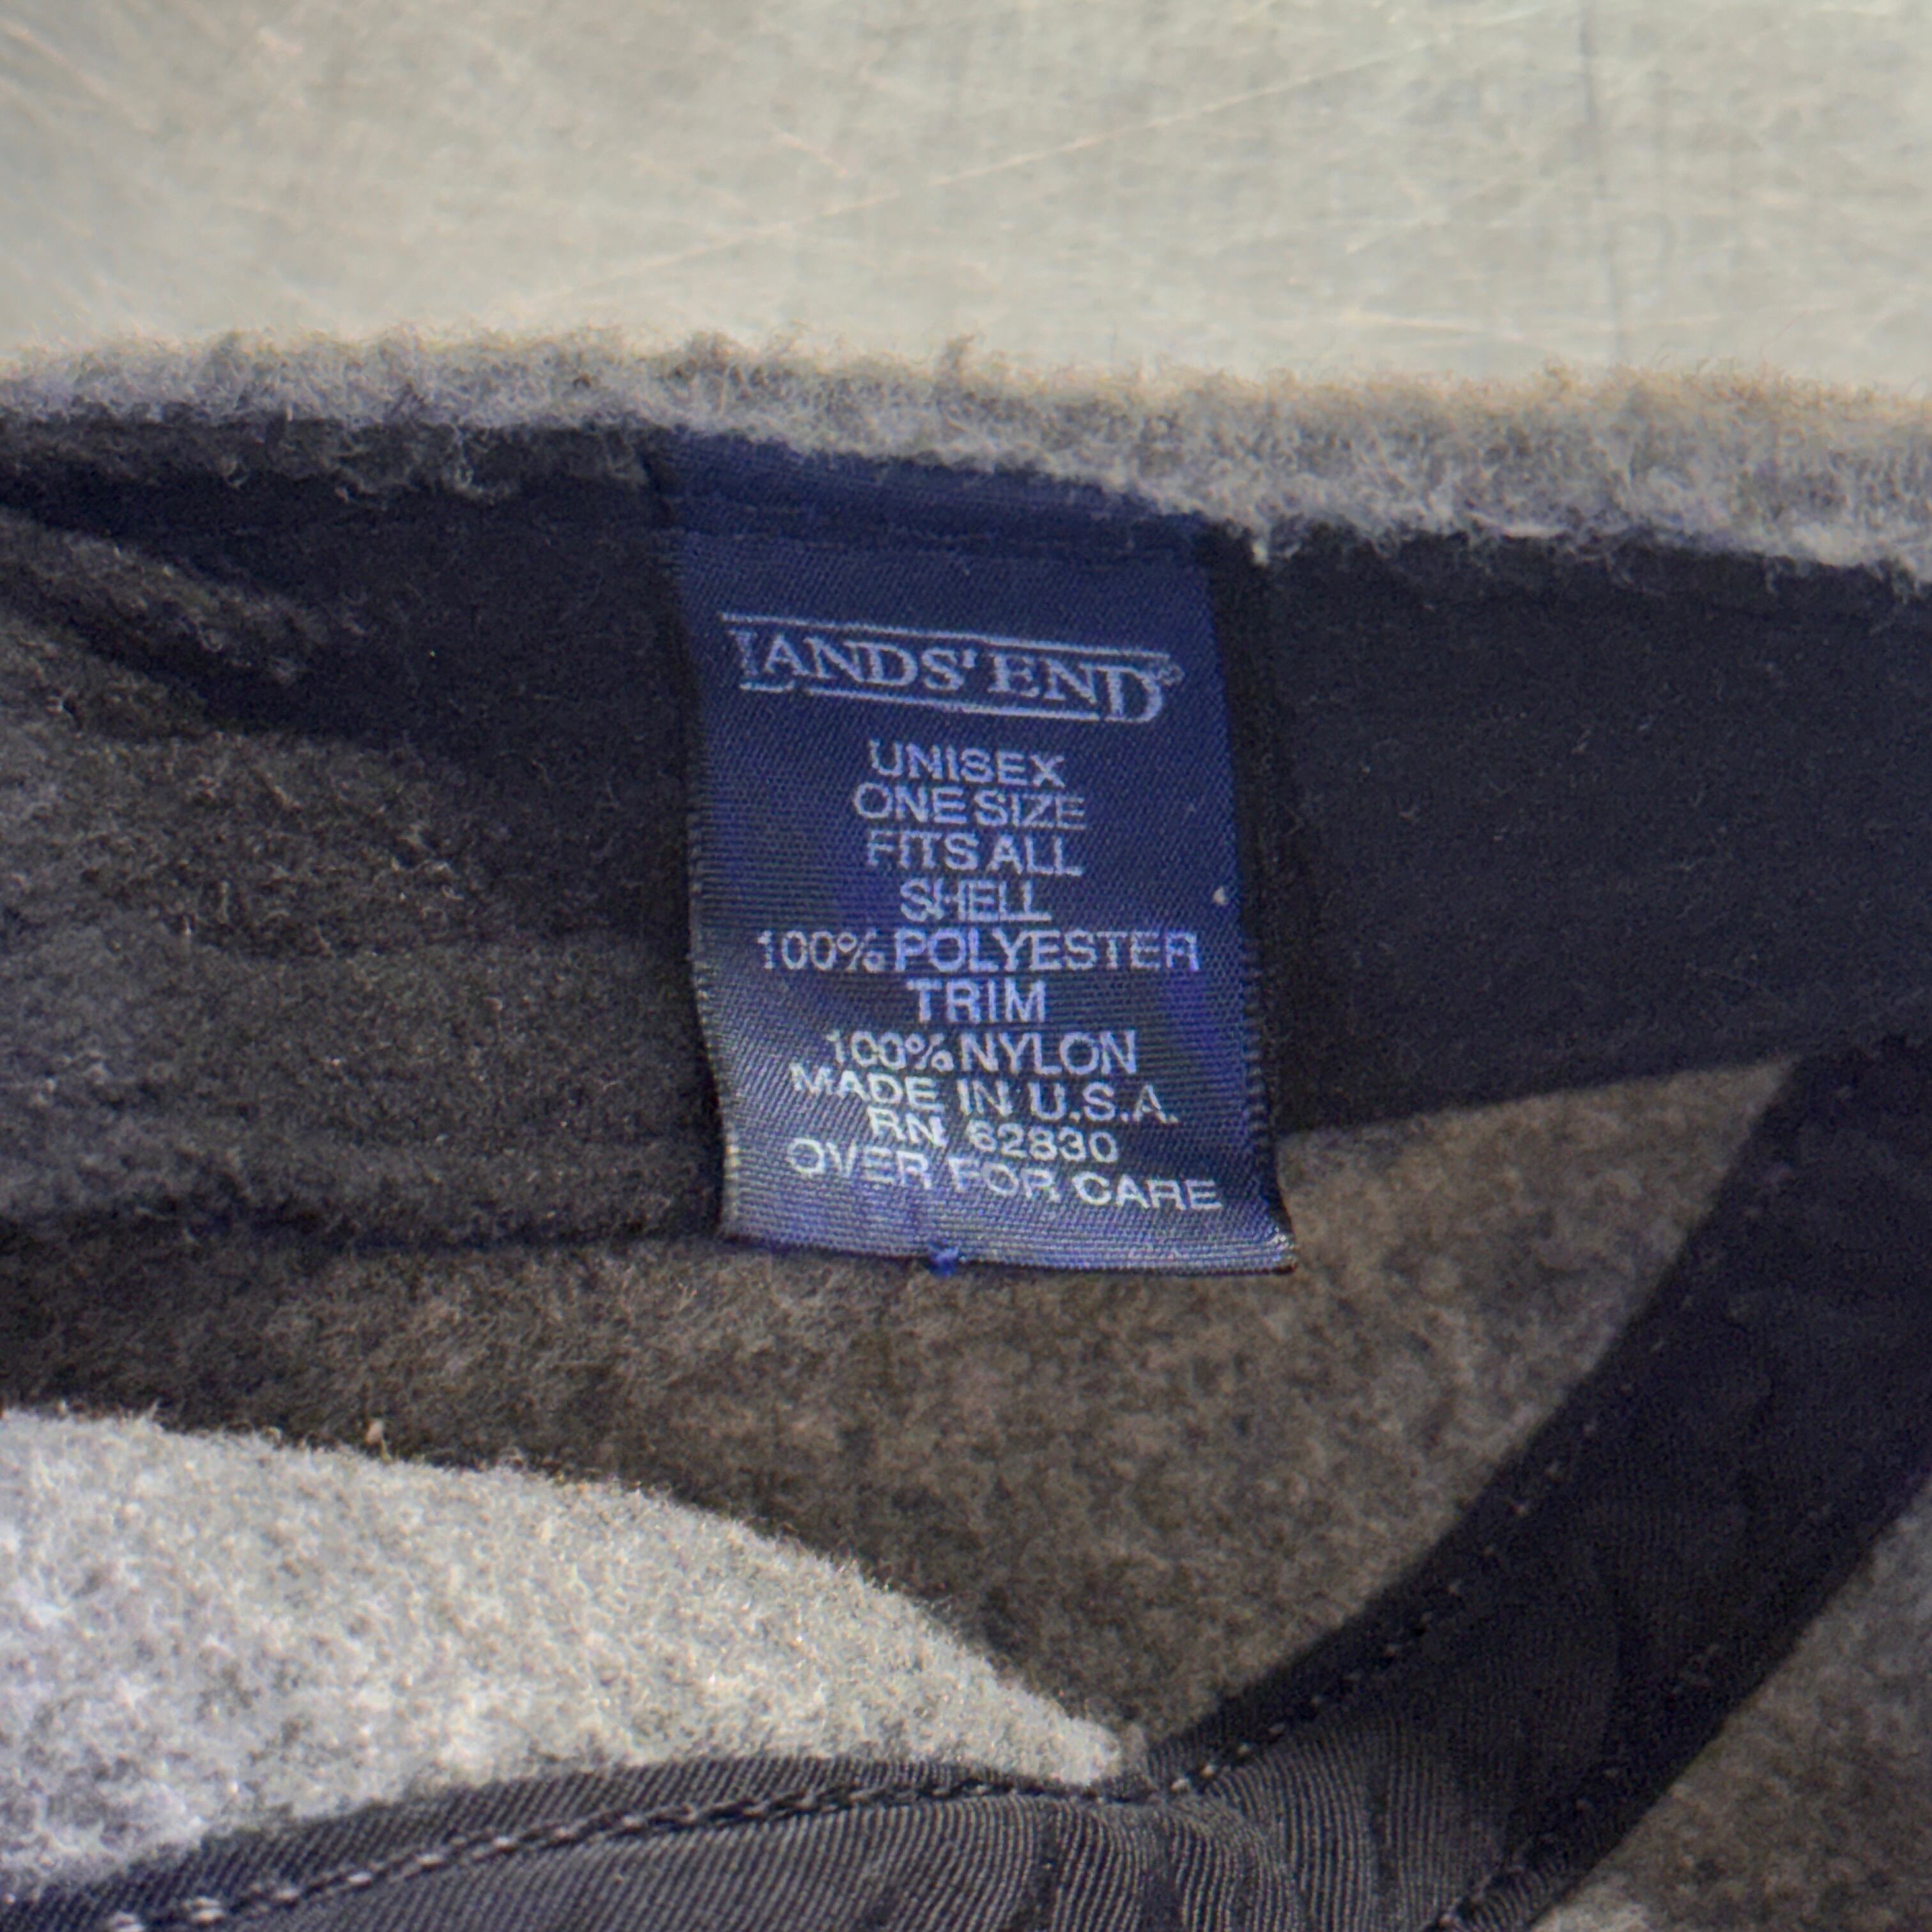 LANDS' END®
UNISEX
ONE SIZE
FITS ALL
SHELL
100% POLYESTER
TRIM
100% NYLON
MADE IN U.S.A.
RN 62830
OVER FOR CARE